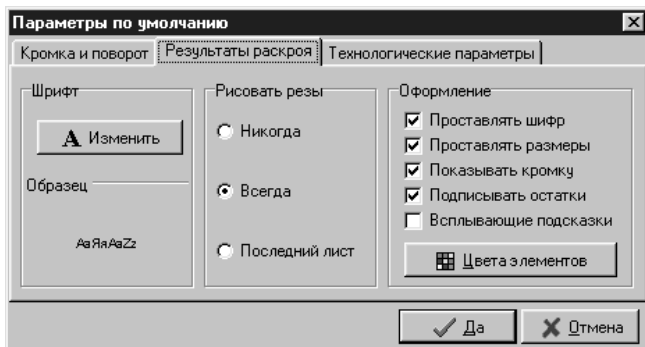 Параметры по умолчанию
Кромка и поворот Результаты раскроя Технологические параметры
Шрифт
Изменить
Образец
АаЯяAaZz
Рисовать резы
Никогда
Всегда
Последний лист
Оформление
Проставлять шифр
Проставлять размеры
Показывать кромку
Подписывать остатки
Всплывающие подсказки
Цвета элементов
Да Отмена